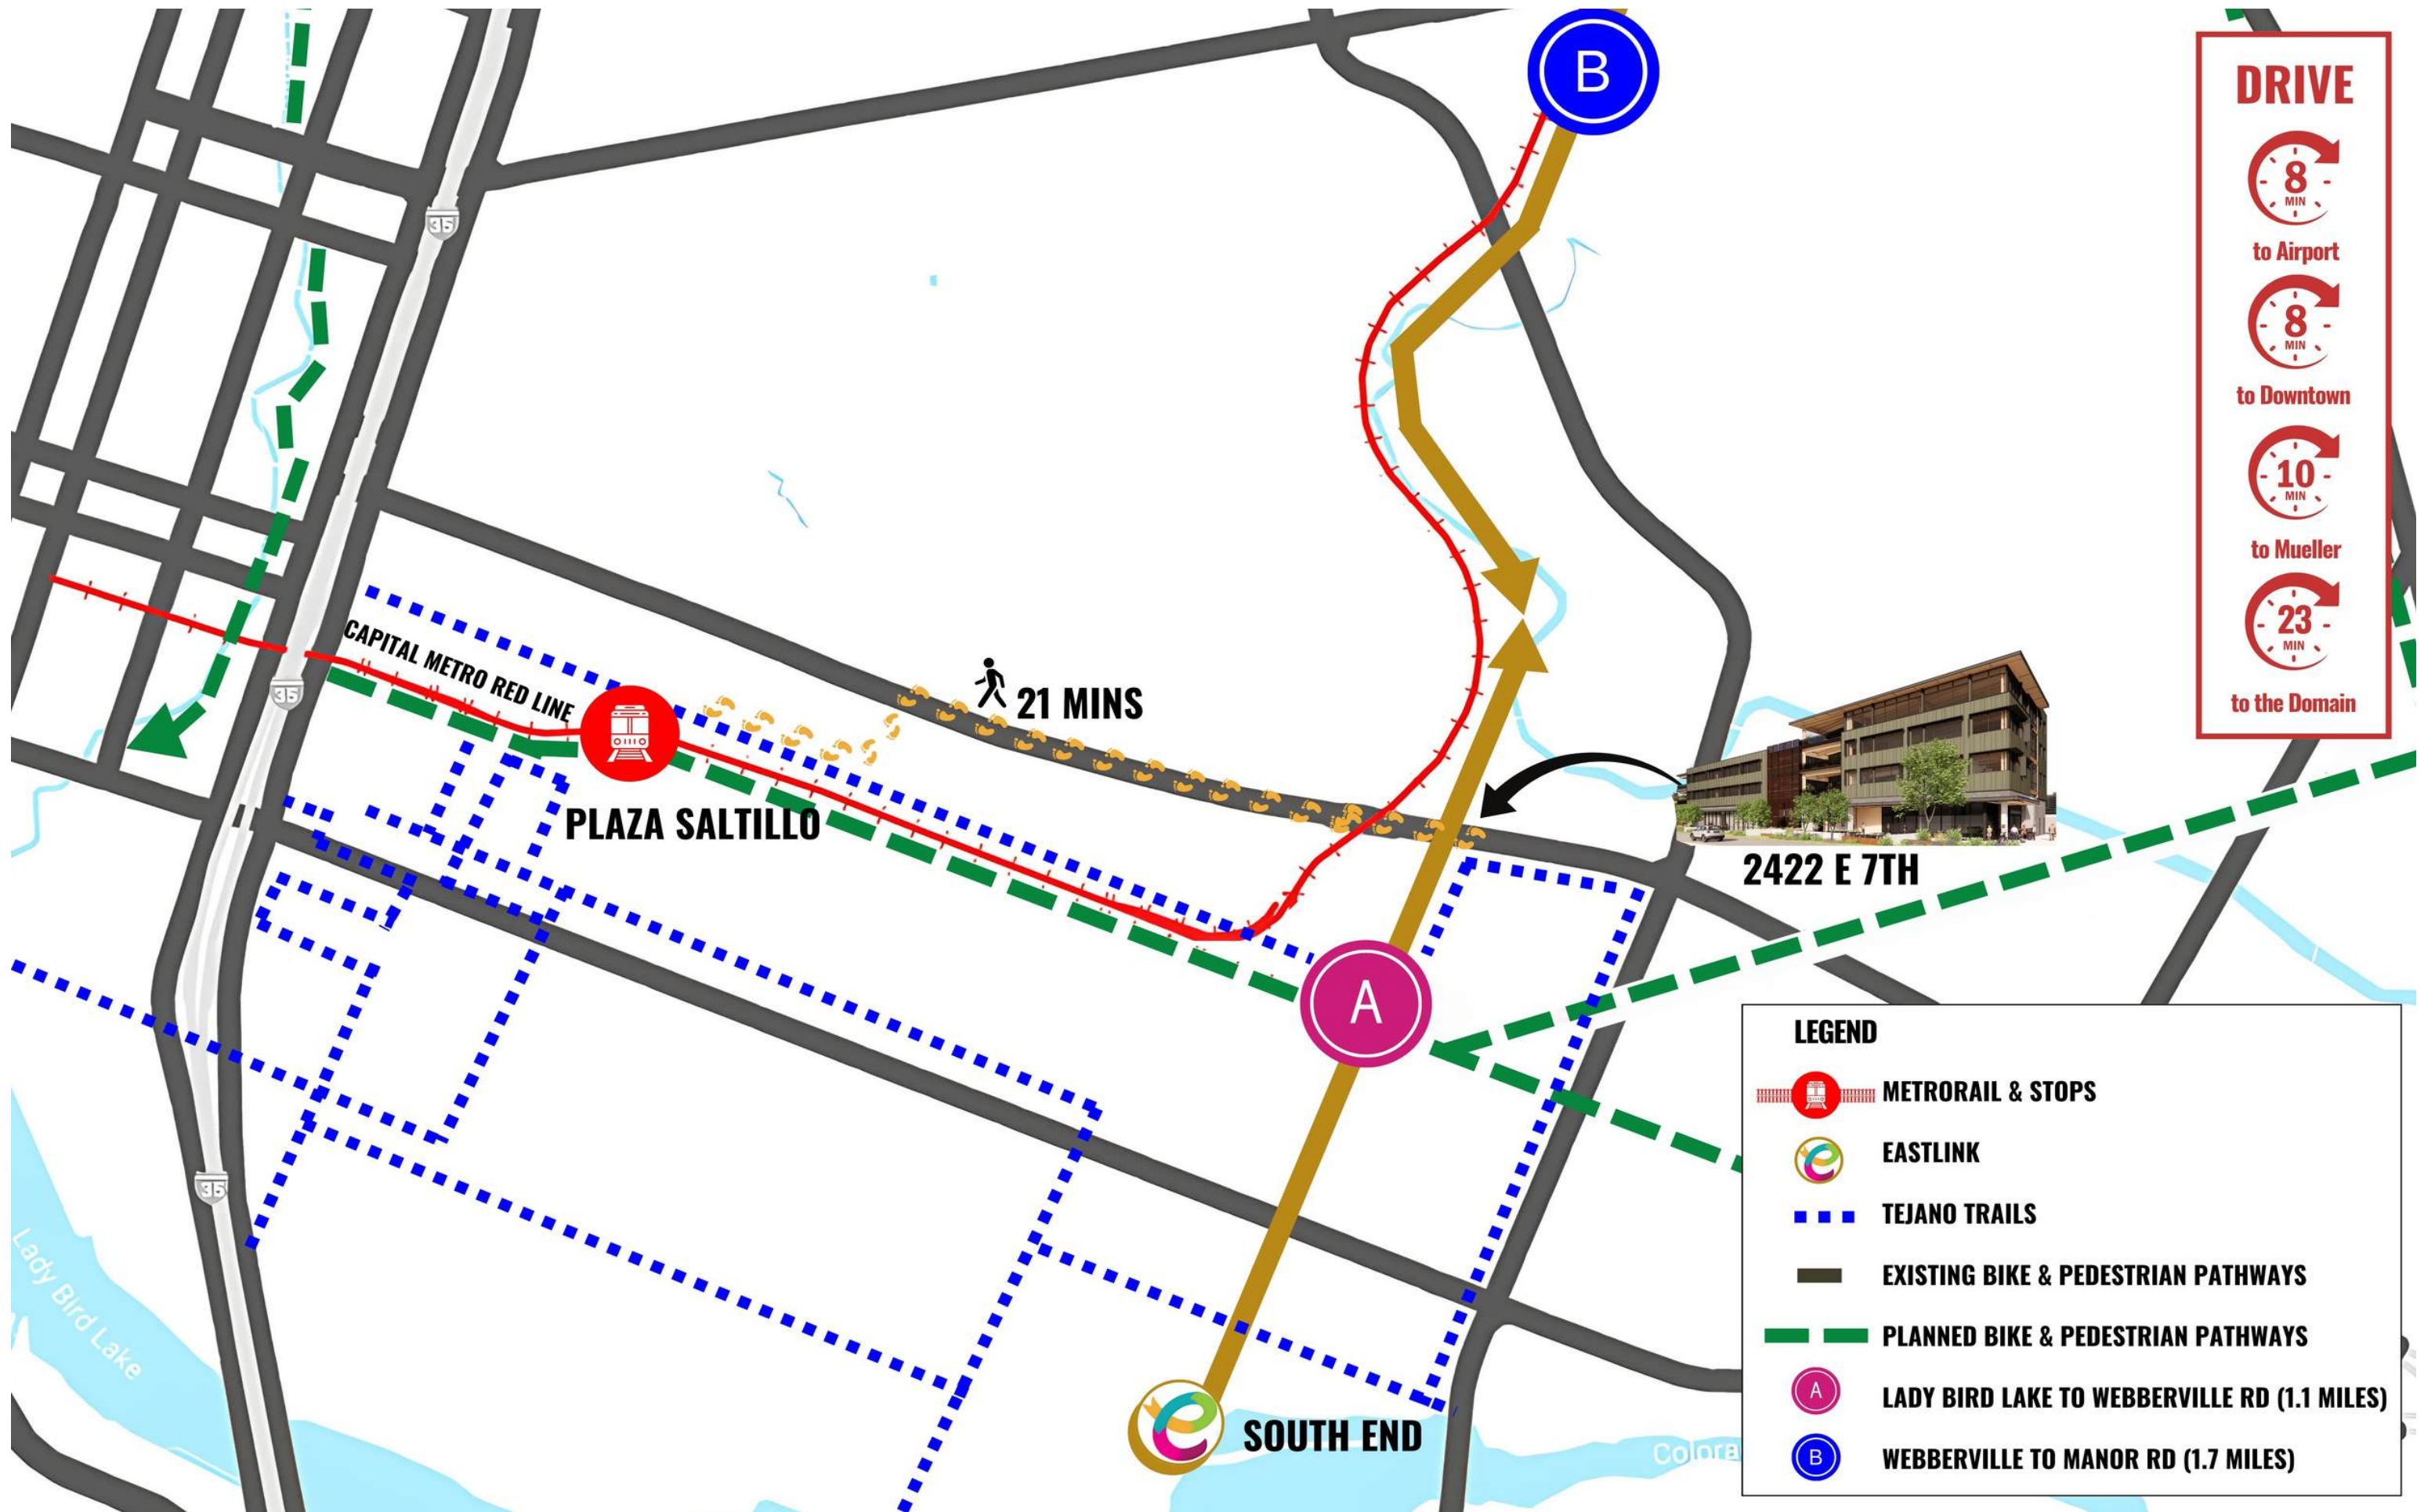 B
DRIVE
8
MIN
to Airport
8
MIN
to Downtown
10
MIN
to Mueller
23
MIN
to the Domain
35
CAPITAL METRO RED LINE
21 MINS
35
PLAZA SALTILLO
2422 E 7TH
A
35
Lady Bird Lake
SOUTH END
Colora
LEGEND
METRORAIL & STOPS
EASTLINK
TEJANO TRAILS
EXISTING BIKE & PEDESTRIAN PATHWAYS
PLANNED BIKE & PEDESTRIAN PATHWAYS
A LADY BIRD LAKE TO WEBBERVILLE RD (1.1 MILES)
B WEBBERVILLE TO MANOR RD (1.7 MILES)